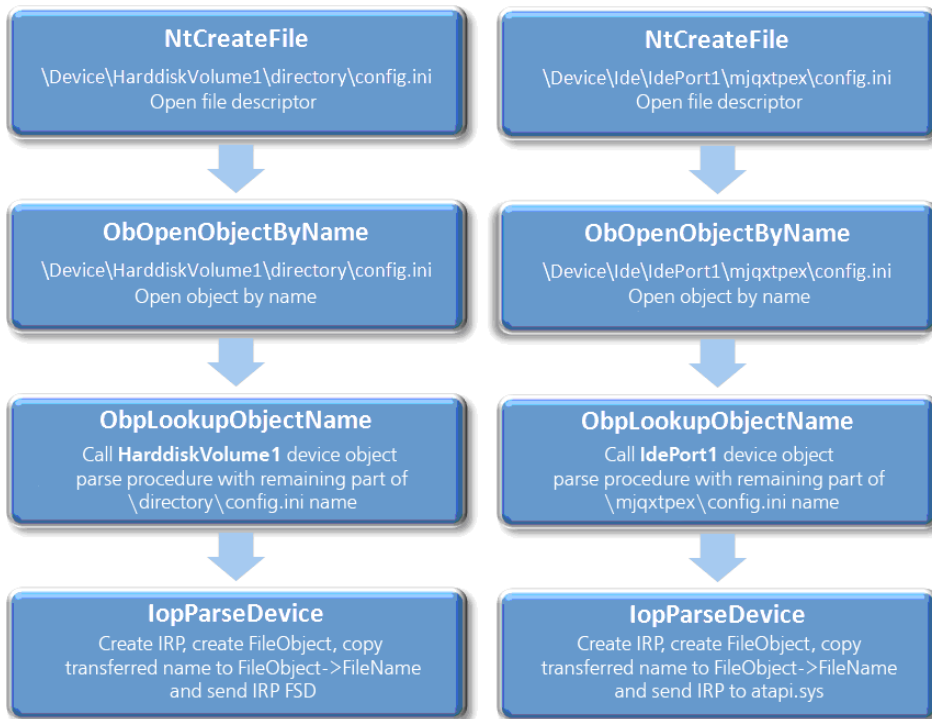 NtCreateFile
\Device\HarddiskVolume1\directory\config.ini
Open file descriptor
ObOpenObjectByName
\Device\HarddiskVolume1\directory\config.ini
Open object by name
ObpLookupObjectName
Call HarddiskVolume1 device object
parse procedure with remaining part of
\directory\config.ini name
IopParseDevice
Create IRP, create FileObject, copy
transferred name to FileObject->FileName
and send IRP FSD
NtCreateFile
\Device\Ide\IdePort1\mjqxtpex\config.ini
Open file descriptor
ObOpenObjectByName
\Device\Ide\IdePort1\mjqxtpex\config.ini
Open object by name
ObpLookupObjectName
Call IdePort1 device object
parse procedure with remaining part of
\mjqxtpex\config.ini name
IopParseDevice
Create IRP, create FileObject, copy
transferred name to FileObject->FileName
and send IRP to atapi.sys